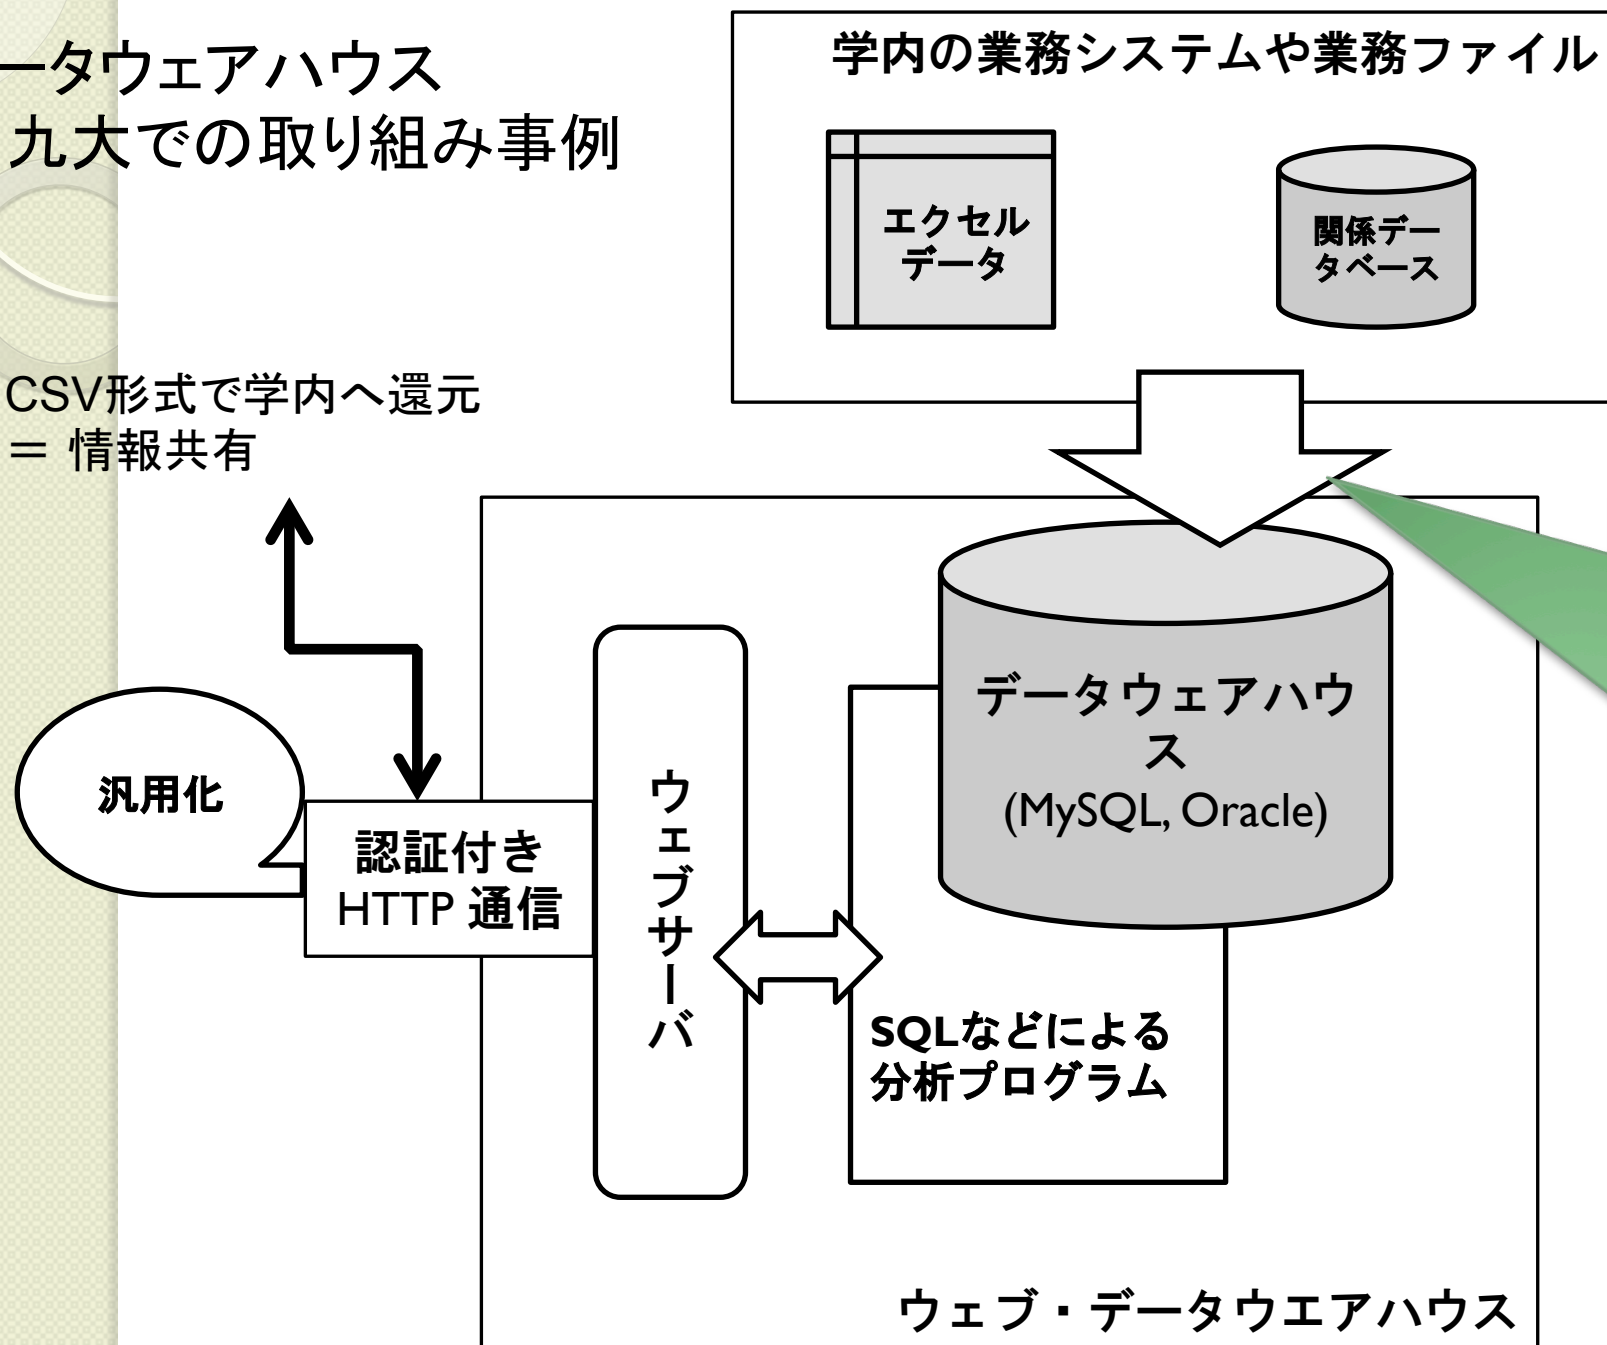 ータウェアハウス
九大での取り組み事例
学内の業務システムや業務ファイル
エクセル
データ
関係デー
タベース
CSV形式で学内へ還元
＝ 情報共有
汎用化
認証付き
HTTP 通信
ウェブサーバ
データウェアハウ
ス
(MySQL, Oracle)
SQLなどによる
分析プログラム
ウェブ・データウエアハウス